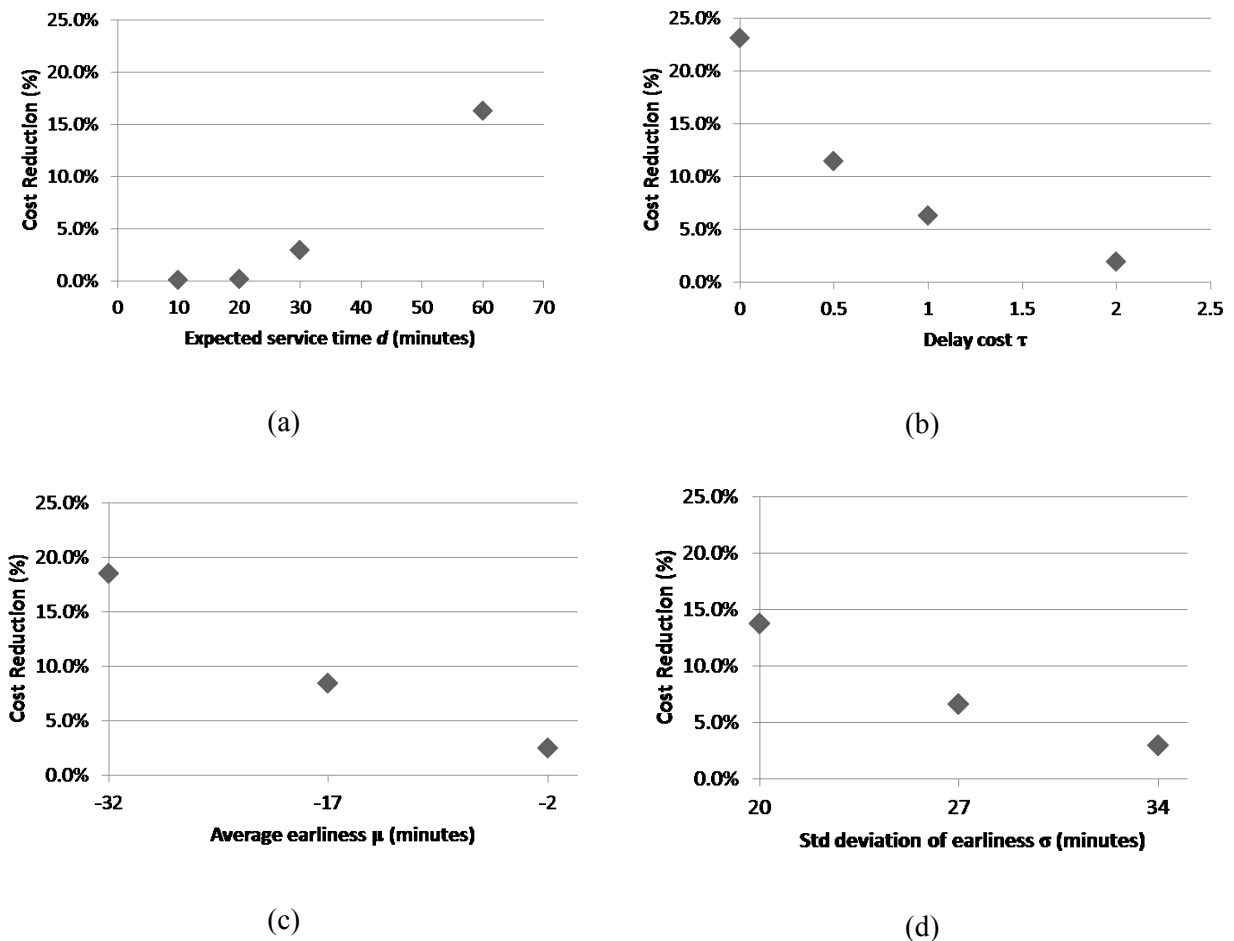 25.0%
20.0%
15.0%
10.0%
5.0%
0.0%
Cost Reduction (%)
0 10 20 30 40 50 60 70
Expected service time d (minutes)
(a)
25.0%
20.0%
15.0%
10.0%
5.0%
0.0%
Cost Reduction (%)
0 0.5 1 1.5 2 2.5
Delay cost τ
(b)
25.0%
20.0%
15.0%
10.0%
5.0%
0.0%
Cost Reduction (%)
-32 -17 -2
Average earliness μ (minutes)
(c)
25.0%
20.0%
15.0%
10.0%
5.0%
0.0%
Cost Reduction (%)
20 27 34
Std deviation of earliness σ (minutes)
(d)